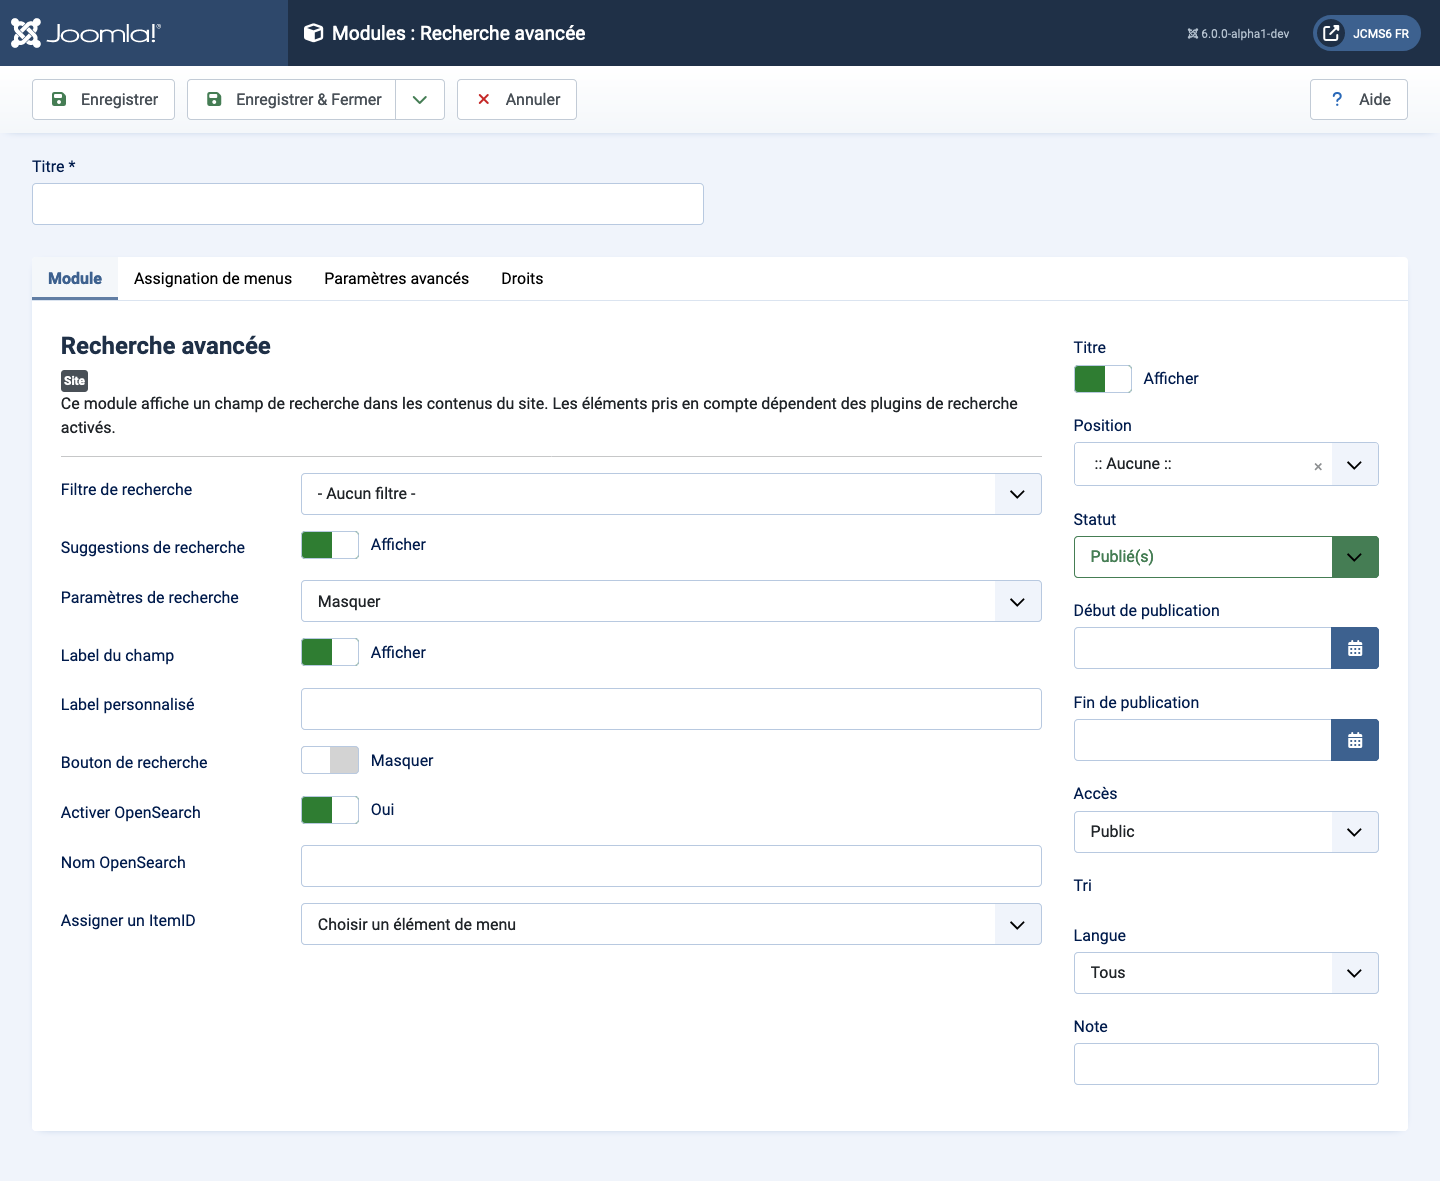 Joomla!®
Modules : Recherche avancée
6.0.0-alpha1-dev
JCMS6 FR
Enregistrer
Enregistrer & Fermer
Annuler
? Aide
Titre *
Module
Assignation de menus
Paramètres avancés
Droits
Recherche avancée
Site
Ce module affiche un champ de recherche dans les contenus du site. Les éléments pris en compte dépendent des plugins de recherche
activés.
Filtre de recherche
- Aucun filtre -
Suggestions de recherche
Afficher
Paramètres de recherche
Masquer
Label du champ
Afficher
Label personnalisé
Bouton de recherche
Masquer
Activer OpenSearch
Oui
Nom OpenSearch
Assigner un ItemID
Choisir un élément de menu
Titre
Afficher
Position
:: Aucune :: ×
Statut
Publié(s)
Début de publication
Fin de publication
Accès
Public
Tri
Langue
Tous
Note